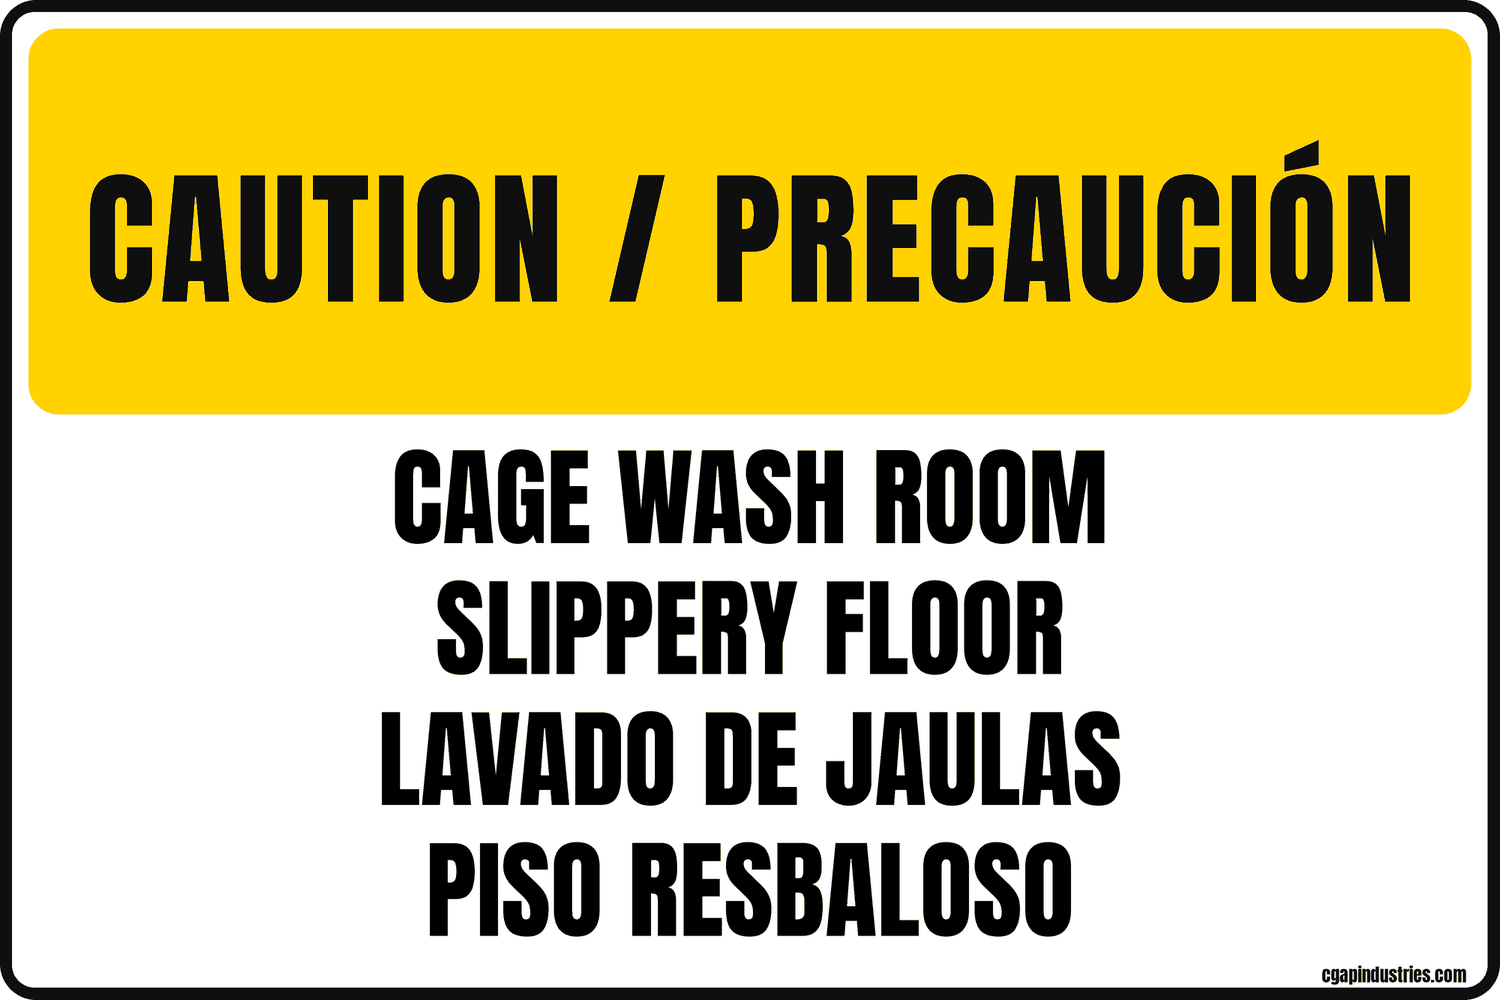 CAUTION / PRECAUCIÓN
CAGE WASH ROOM
SLIPPERY FLOOR
LAVADO DE JAULAS
PISO RESBALOSO
cgapindustries.com